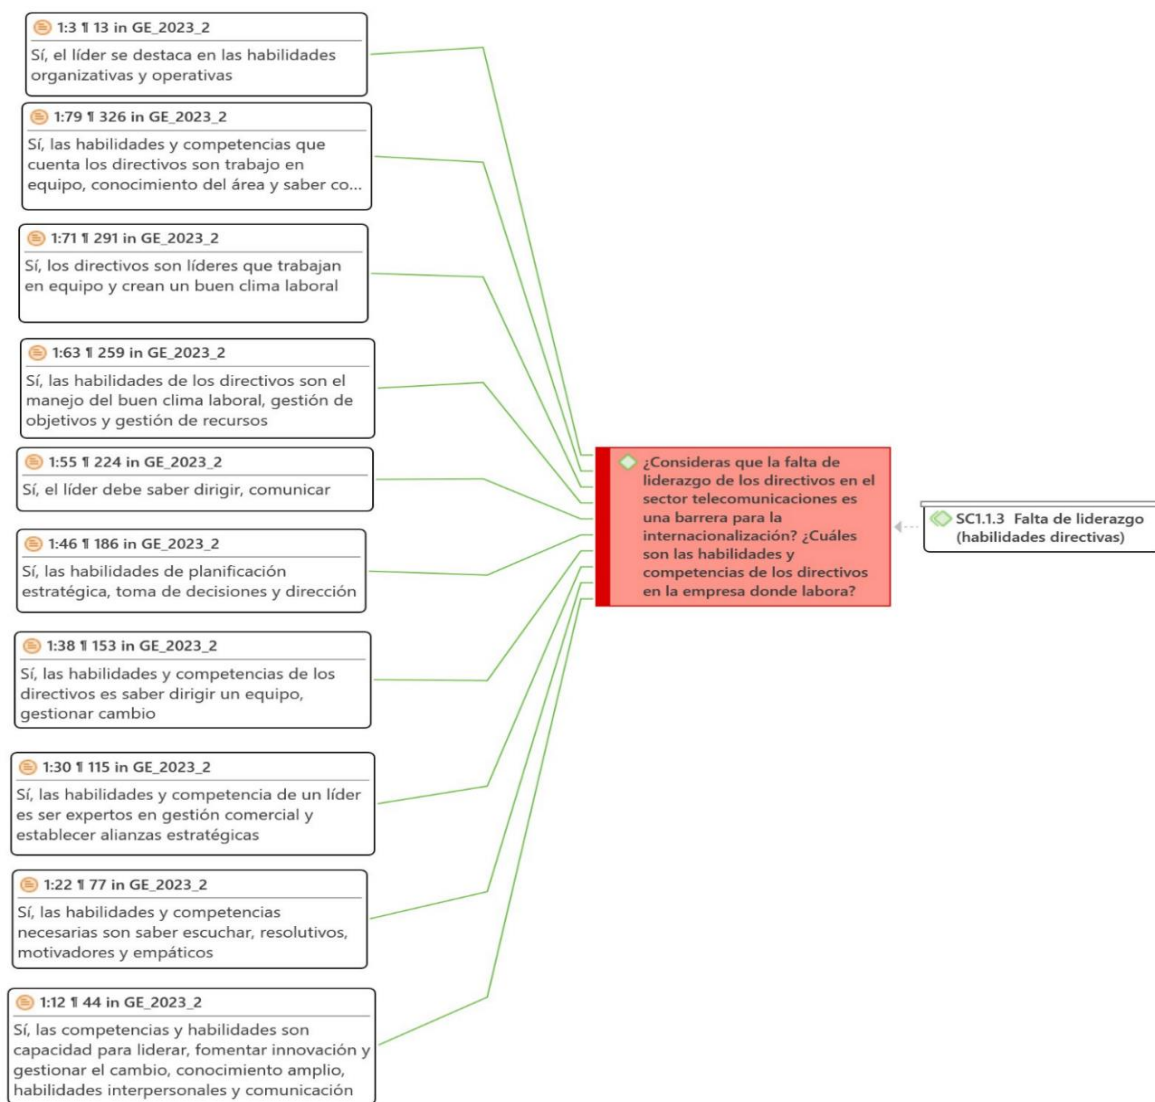 1:3 ¶ 13 in GE_2023_2
Sí, el líder se destaca en las habilidades
organizativas y operativas
1:79 ¶ 326 in GE_2023_2
Sí, las habilidades y competencias que
cuenta los directivos son trabajo en
equipo, conocimiento del área y saber co...
1:71 ¶ 291 in GE_2023_2
Sí, los directivos son líderes que trabajan
en equipo y crean un buen clima laboral
1:63 ¶ 259 in GE_2023_2
Sí, las habilidades de los directivos son el
manejo del buen clima laboral, gestión de
objetivos y gestión de recursos
1:55 ¶ 224 in GE_2023_2
Sí, el líder debe saber dirigir, comunicar
1:46 ¶ 186 in GE_2023_2
Sí, las habilidades de planificación
estratégica, toma de decisiones y dirección
1:38 ¶ 153 in GE_2023_2
Sí, las habilidades y competencias de los
directivos es saber dirigir un equipo,
gestionar cambio
1:30 ¶ 115 in GE_2023_2
Sí, las habilidades y competencia de un líder
es ser expertos en gestión comercial y
establecer alianzas estratégicas
1:22 ¶ 77 in GE_2023_2
Sí, las habilidades y competencias
necesarias son saber escuchar, resolutivos,
motivadores y empáticos
1:12 ¶ 44 in GE_2023_2
Sí, las competencias y habilidades son
capacidad para liderar, fomentar innovación y
gestionar el cambio, conocimiento amplio,
habilidades interpersonales y comunicación
¿Consideras que la falta de
liderazgo de los directivos en el
sector telecomunicaciones es
una barrera para la
internacionalización? ¿Cuáles
son las habilidades y
competencias de los directivos
en la empresa donde labora?
SC1.1.3 Falta de liderazgo
(habilidades directivas)